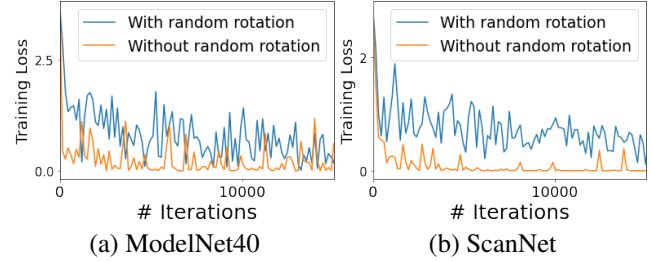 With random rotation
Without random rotation
Training Loss
2.5
0.0
0
10000
# Iterations
(a) ModelNet40
With random rotation
Without random rotation
Training Loss
2
0
0
10000
# Iterations
(b) ScanNet